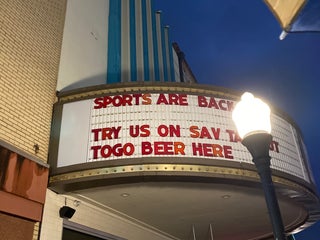 SPORTS ARE BACK
TRY US ON SAV
TOGO BEER HERE